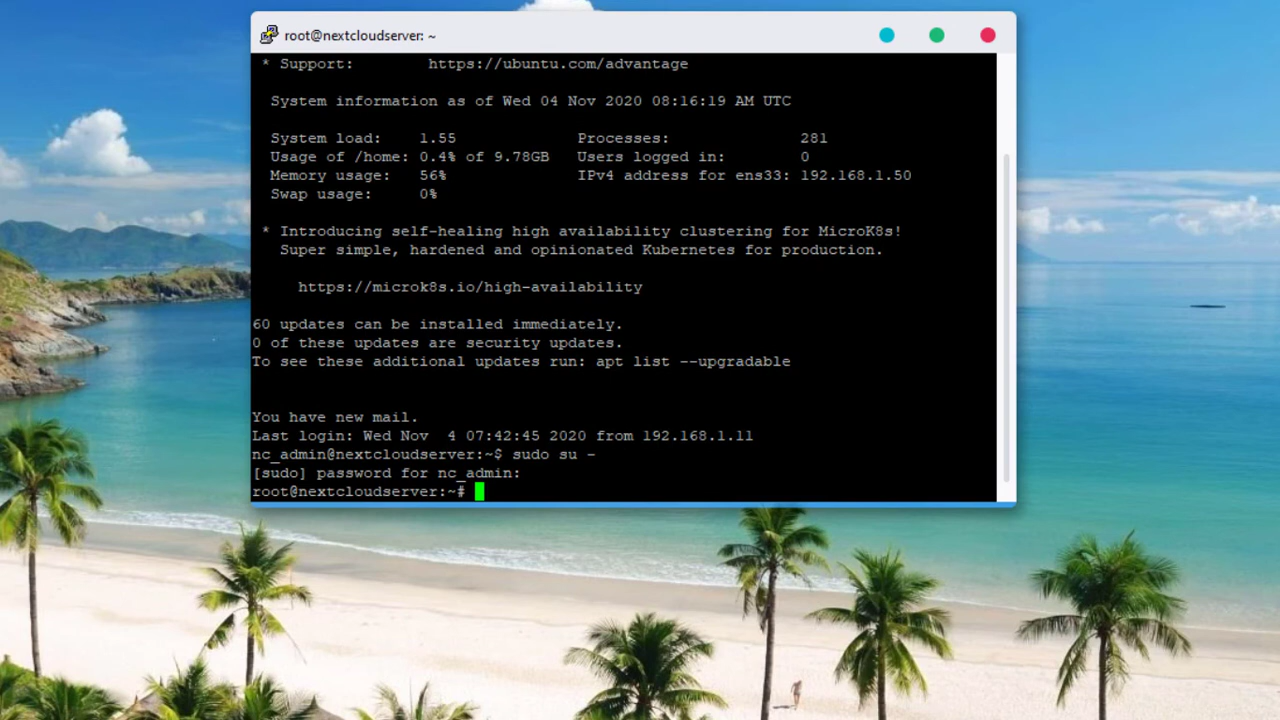 root@nextcloudserver: ~
* Support:        https://ubuntu.com/advantage
System information as of Wed 04 Nov 2020 08:16:19 AM UTC
System load:    1.55             Processes:              281
Usage of /home: 0.4% of 9.78GB   Users logged in:        0
Memory usage:   56%              IPv4 address for ens33: 192.168.1.50
Swap usage:     0%
* Introducing self-healing high availability clustering for MicroK8s!
Super simple, hardened and opinionated Kubernetes for production.
https://microk8s.io/high-availability
60 updates can be installed immediately.
0 of these updates are security updates.
To see these additional updates run: apt list --upgradable
You have new mail.
Last login: Wed Nov  4 07:42:45 2020 from 192.168.1.11
nc_admin@nextcloudserver:~$ sudo su -
[sudo] password for nc_admin:
root@nextcloudserver:~#